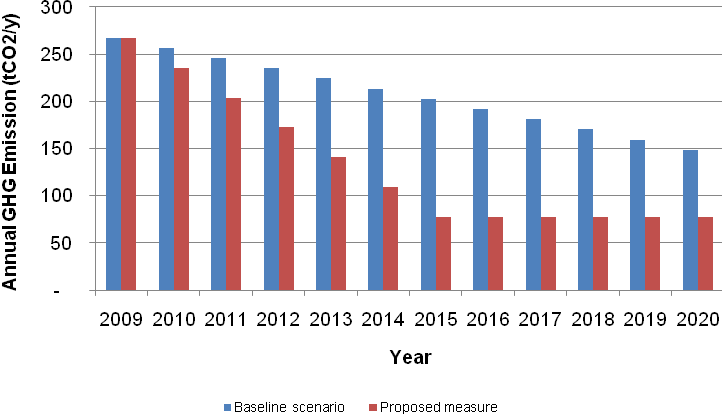 Annual GHG Emission (tCO2/y)
300
250
200
150
100
50
-
2009 2010 2011 2012 2013 2014 2015 2016 2017 2018 2019 2020
Year
Baseline scenario Proposed measure